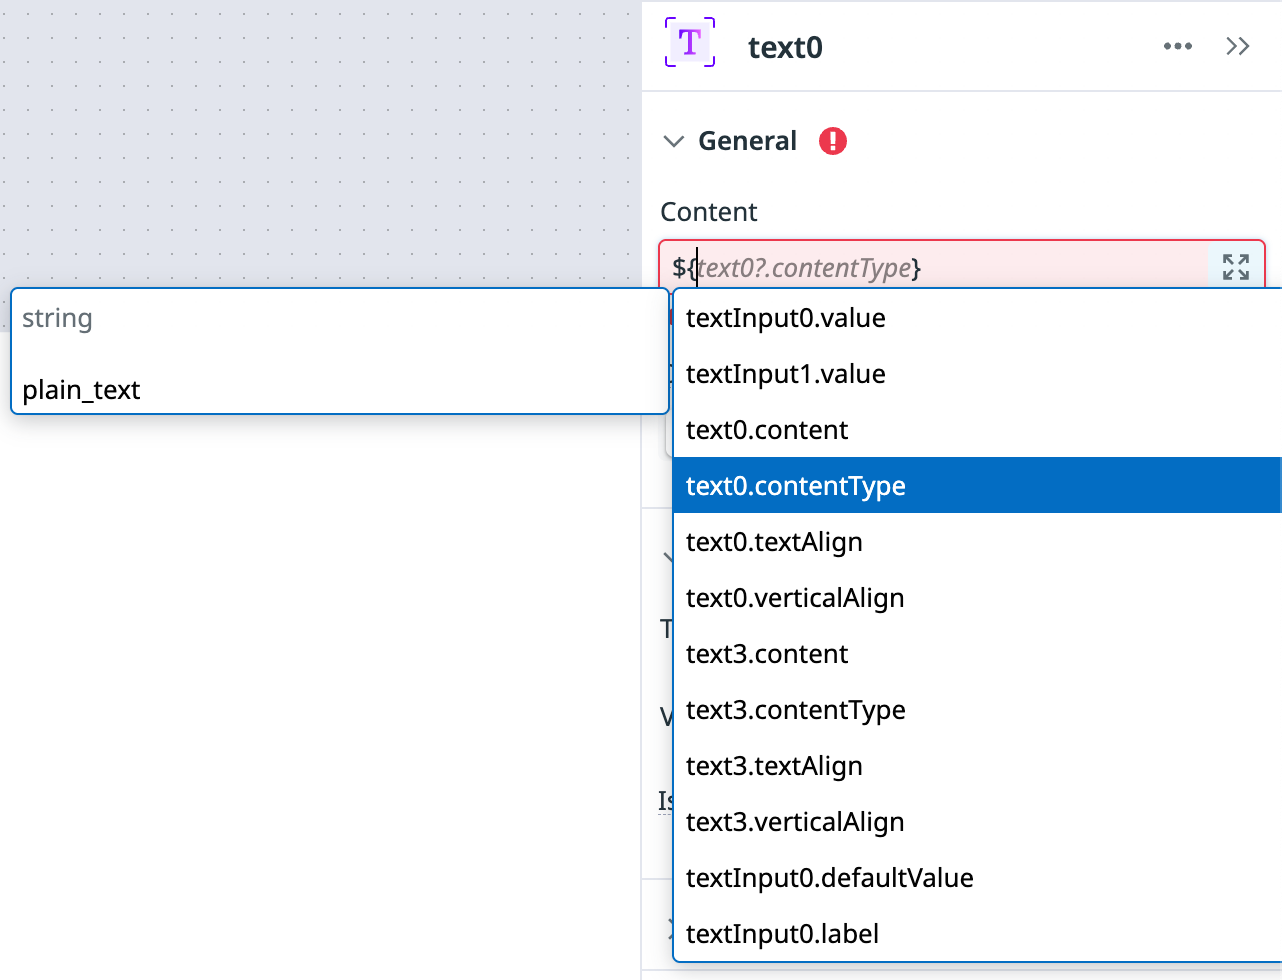 T
text0
General
Content
${text0?.contentType}
string
plain_text
textInput0.value
textInput1.value
text0.content
text0.contentType
text0.textAlign
text0.verticalAlign
text3.content
text3.contentType
text3.textAlign
text3.verticalAlign
textInput0.defaultValue
textInput0.label
T
V
Is